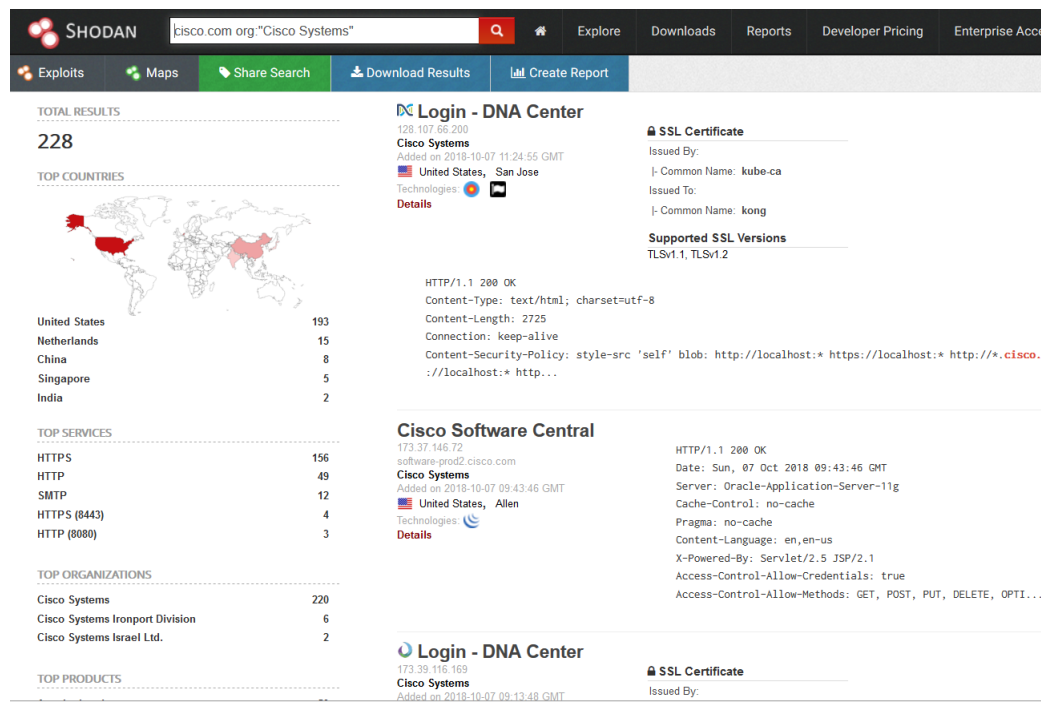 SHODAN
cisco.com org:"Cisco Systems"
Explore
Downloads
Reports
Developer Pricing
Enterprise
Exploits
Maps
Share Search
Download Results
Create Report
TOTAL RESULTS
228
TOP COUNTRIES
United States 193
Netherlands 15
China 8
Singapore 5
India 2
TOP SERVICES
HTTPS 156
HTTP 49
SMTP 12
HTTPS (8443) 4
HTTP (8080) 3
TOP ORGANIZATIONS
Cisco Systems 220
Cisco Systems Ironport Division 6
Cisco Systems Israel Ltd. 2
TOP PRODUCTS
Login - DNA Center
128.107.66.200
Cisco Systems
Added on 2018-10-07 11:24:55 GMT
United States, San Jose
Technologies:
Details
SSL Certificate
Issued By:
|- Common Name: kube-ca
Issued To:
|- Common Name: kong
Supported SSL Versions
TLSv1.1, TLSv1.2
HTTP/1.1 200 OK
Content-Type: text/html; charset=utf-8
Content-Length: 2725
Connection: keep-alive
Content-Security-Policy: style-src 'self' blob: http://localhost:* https://localhost:* http://*.cisco.
://localhost:* http...
Cisco Software Central
173.37.146.72
software-prod2.cisco.com
Cisco Systems
Added on 2018-10-07 09:43:46 GMT
United States, Allen
Technologies:
Details
HTTP/1.1 200 OK
Date: Sun, 07 Oct 2018 09:43:46 GMT
Server: Oracle-Application-Server-11g
Cache-Control: no-cache
Pragma: no-cache
Content-Language: en,en-us
X-Powered-By: Servlet/2.5 JSP/2.1
Access-Control-Allow-Credentials: true
Access-Control-Allow-Methods: GET, POST, PUT, DELETE, OPTI...
Login - DNA Center
173.39.116.169
Cisco Systems
Added on 2018-10-07 09:13:48 GMT
SSL Certificate
Issued By: